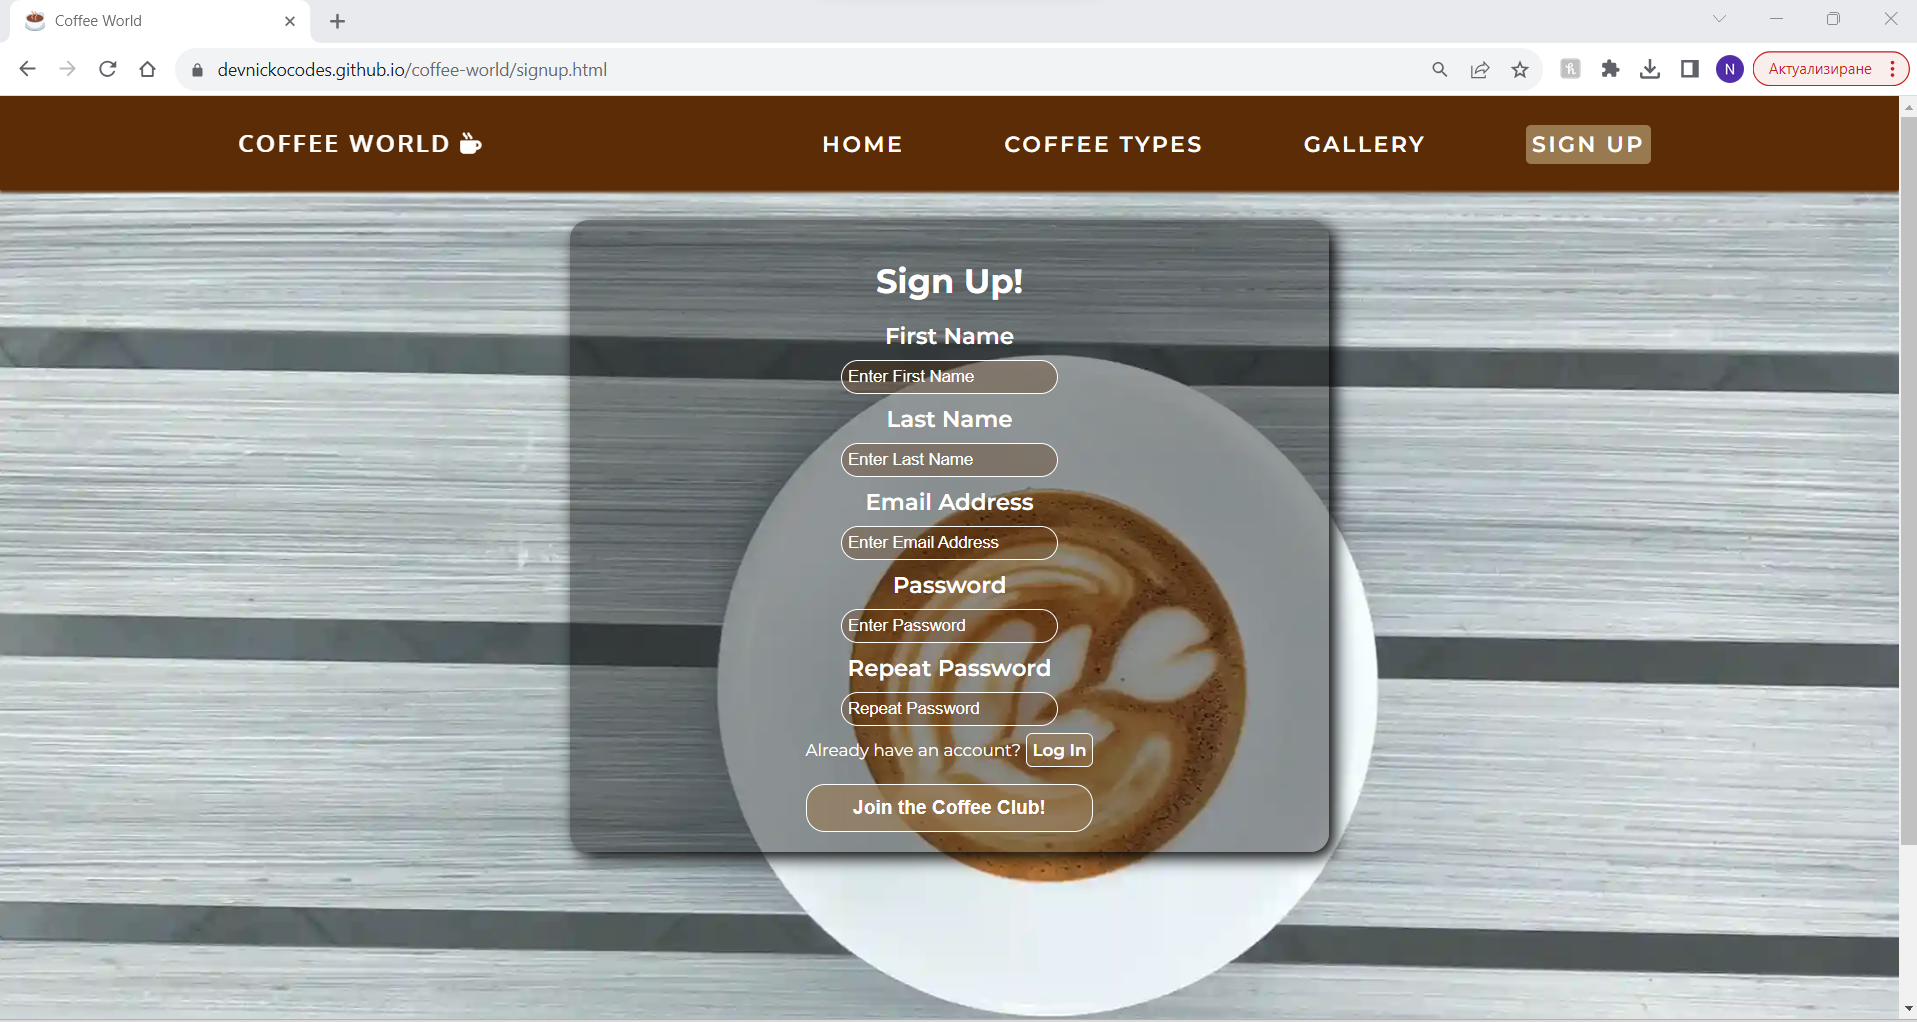 Coffee World
devnickocodes.github.io/coffee-world/signup.html
N
Актуализиране
COFFEE WORLD
HOME
COFFEE TYPES
GALLERY
SIGN UP
Sign Up!
First Name
Enter First Name
Last Name
Enter Last Name
Email Address
Enter Email Address
Password
Enter Password
Repeat Password
Repeat Password
Already have an account? Log In
Join the Coffee Club!